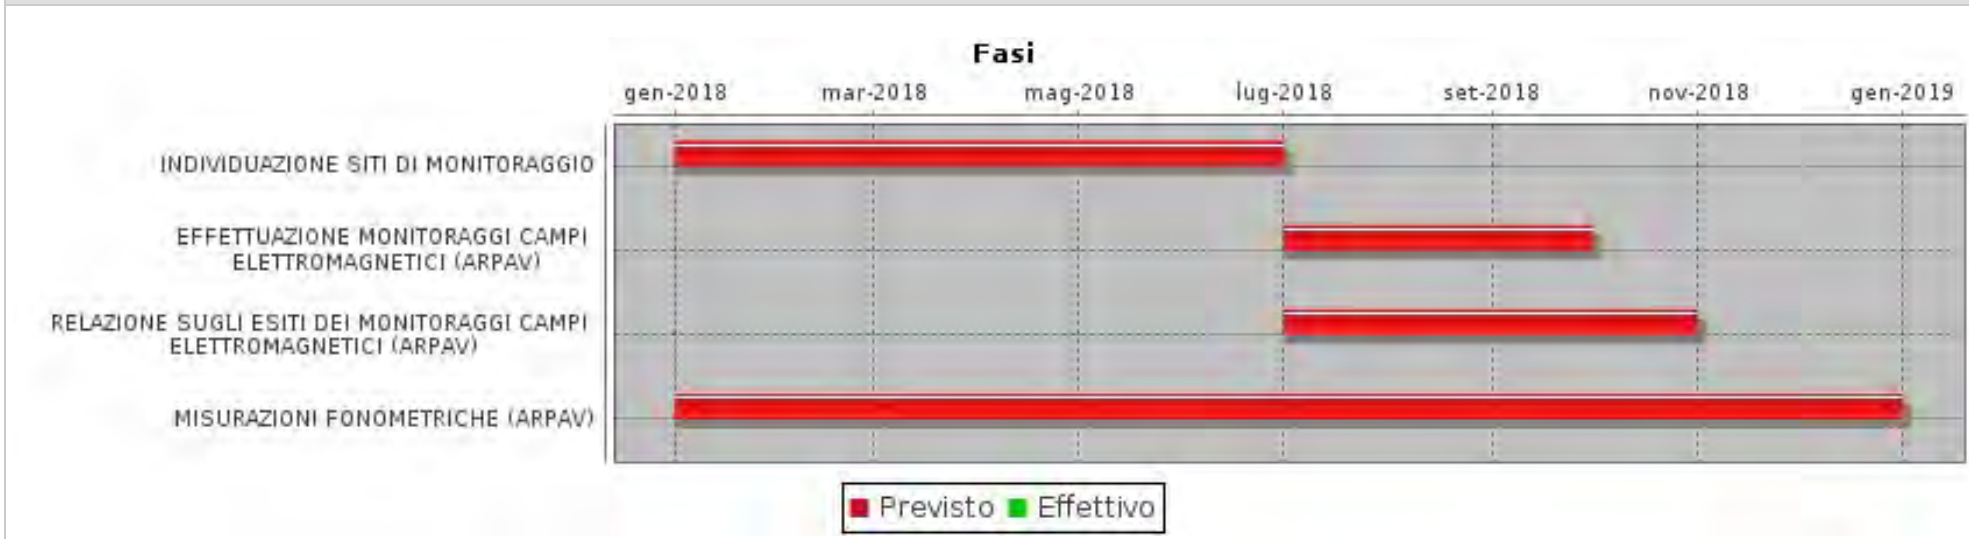 Fasi
gen-2018 mar-2018 mag-2018 lug-2018 set-2018 nov-2018 gen-2019
INDIVIDUAZIONE SITI DI MONITORAGGIO
EFFETTUAZIONE MONITORAGGI CAMPI
ELETTROMAGNETICI (ARPAV)
RELAZIONE SUGLI ESITI DEI MONITORAGGI CAMPI
ELETTROMAGNETICI (ARPAV)
MISURAZIONI FONOMETRICHE (ARPAV)
Previsto Effettivo